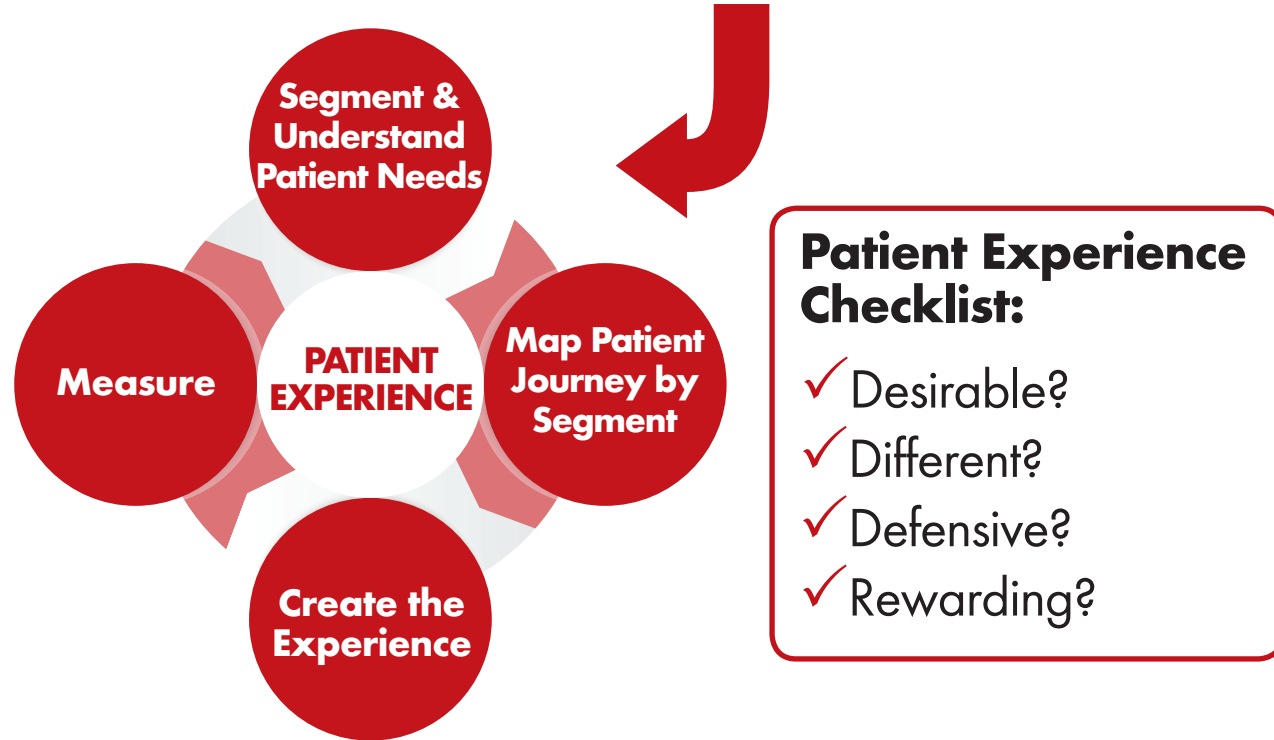 Segment &
Understand
Patient Needs
Map Patient
Journey by
Segment
Create the
Experience
Measure
PATIENT
EXPERIENCE
Patient Experience
Checklist:
✓ Desirable?
✓ Different?
✓ Defensive?
✓ Rewarding?